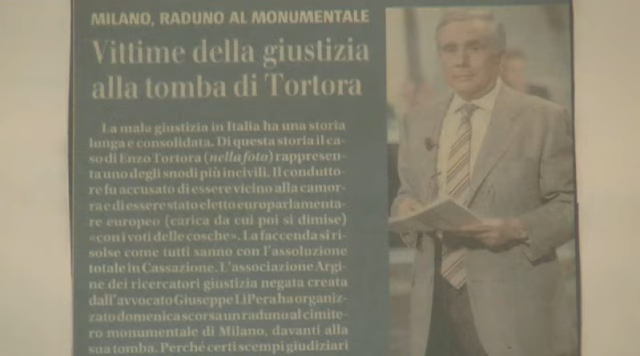 MILANO, RADUNO AL MONUMENTALE
Vittime della giustizia
alla tomba di Tortora
La mala giustizia in Italia ha una storia
lunga e consolidata. Di questa storia il ca-
so di Enzo Tortora (nella foto) rappresen-
ta uno degli snodi più incivili. Il condutto-
re fu accusato di essere vicino alla camor-
ra e di essere stato eletto europarlamenta-
re europeo (carica da cui poi si dimise)
«con i voti delle cosche». La faccenda si ri-
solse come tutti sanno con l'assoluzione
totale in Cassazione. L'associazione Argi-
ne dei ricercatori giustizia negata creata
dall'avvocato Giuseppe LiPera ha organiz-
zato domenica scorsa un raduno al cimite-
ro monumentale di Milano, davanti alla
sua tomba. Perché certi scempi giudiziari